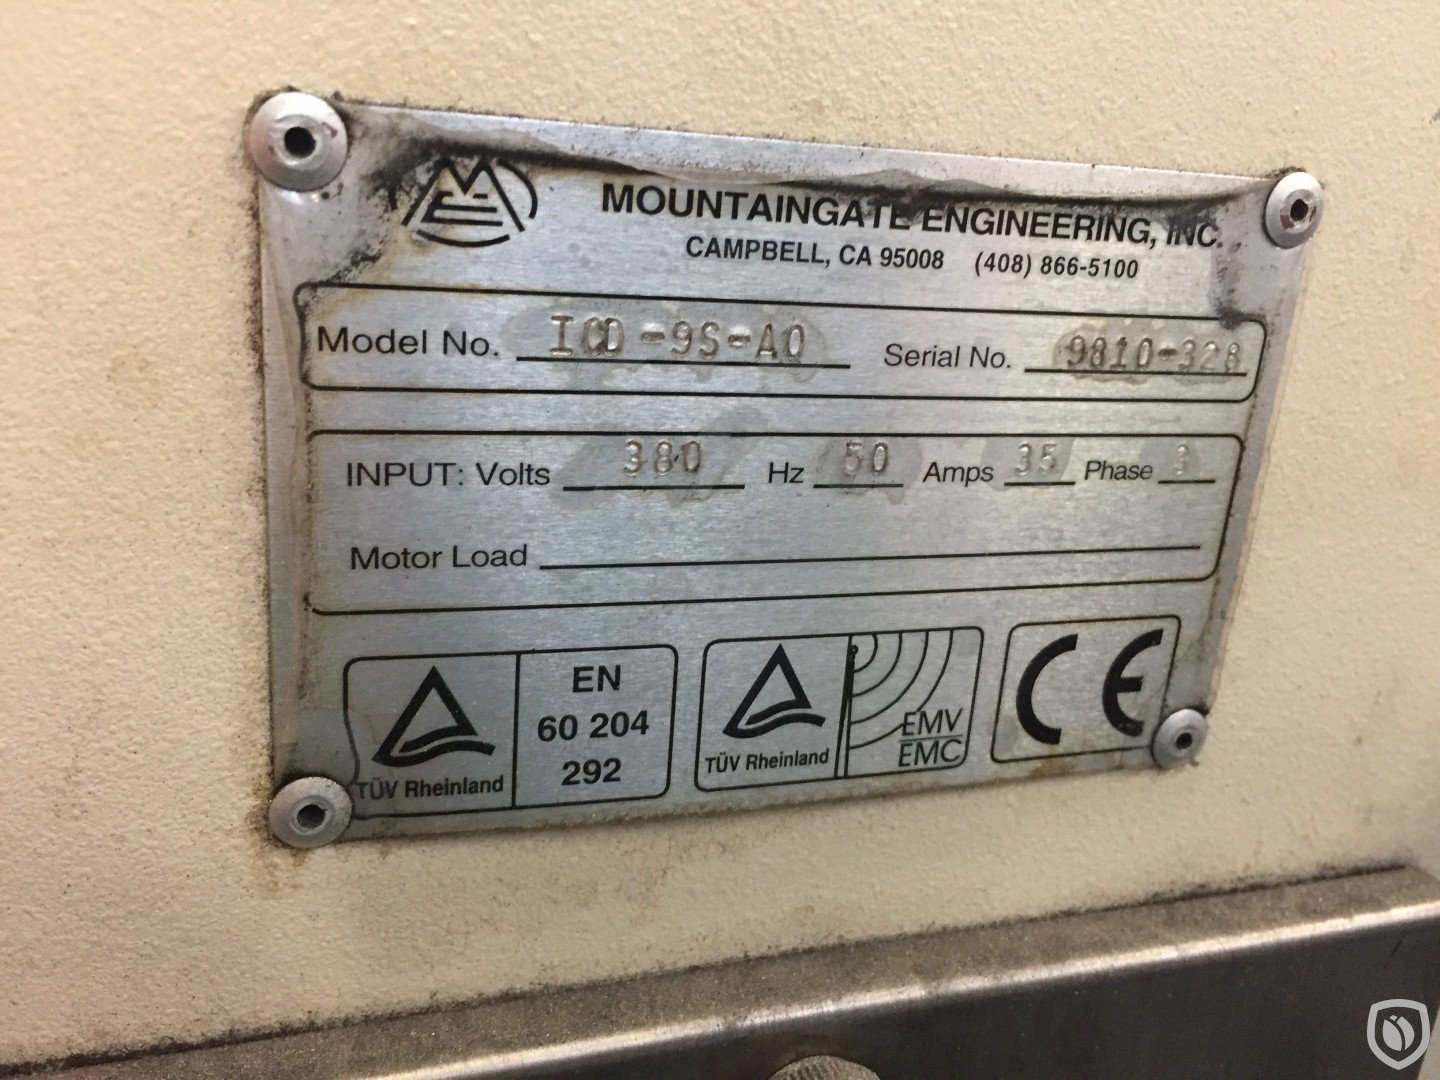 MOUNTAINGATE ENGINEERING, INC.
CAMPBELL, CA 95008 (408) 866-5100
Model No. ICD-9S-AO Serial No. 9810-328
INPUT: Volts 380 Hz 50 Amps 35 Phase 3
Motor Load
TÜV Rheinland
EN
60 204
292
TÜV Rheinland
EMV
EMC
CE